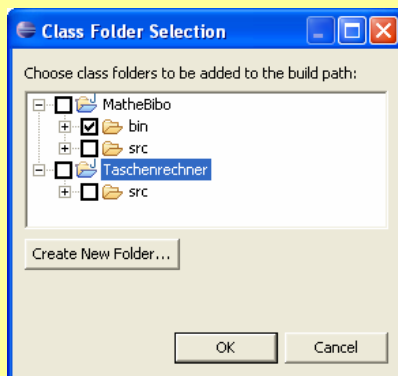 Class Folder Selection
Choose class folders to be added to the build path:
MatheBibo
bin
src
Taschenrechner
src
Create New Folder...
OK Cancel